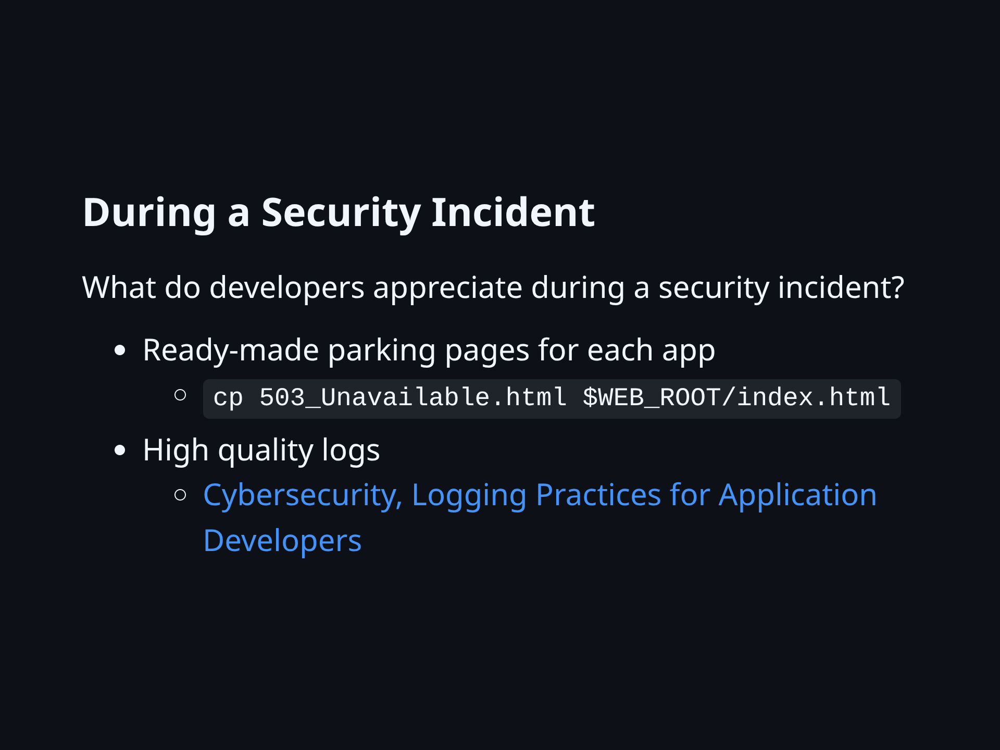 During a Security Incident
What do developers appreciate during a security incident?
Ready-made parking pages for each app
cp 503_Unavailable.html $WEB_ROOT/index.html
High quality logs
Cybersecurity, Logging Practices for Application
Developers